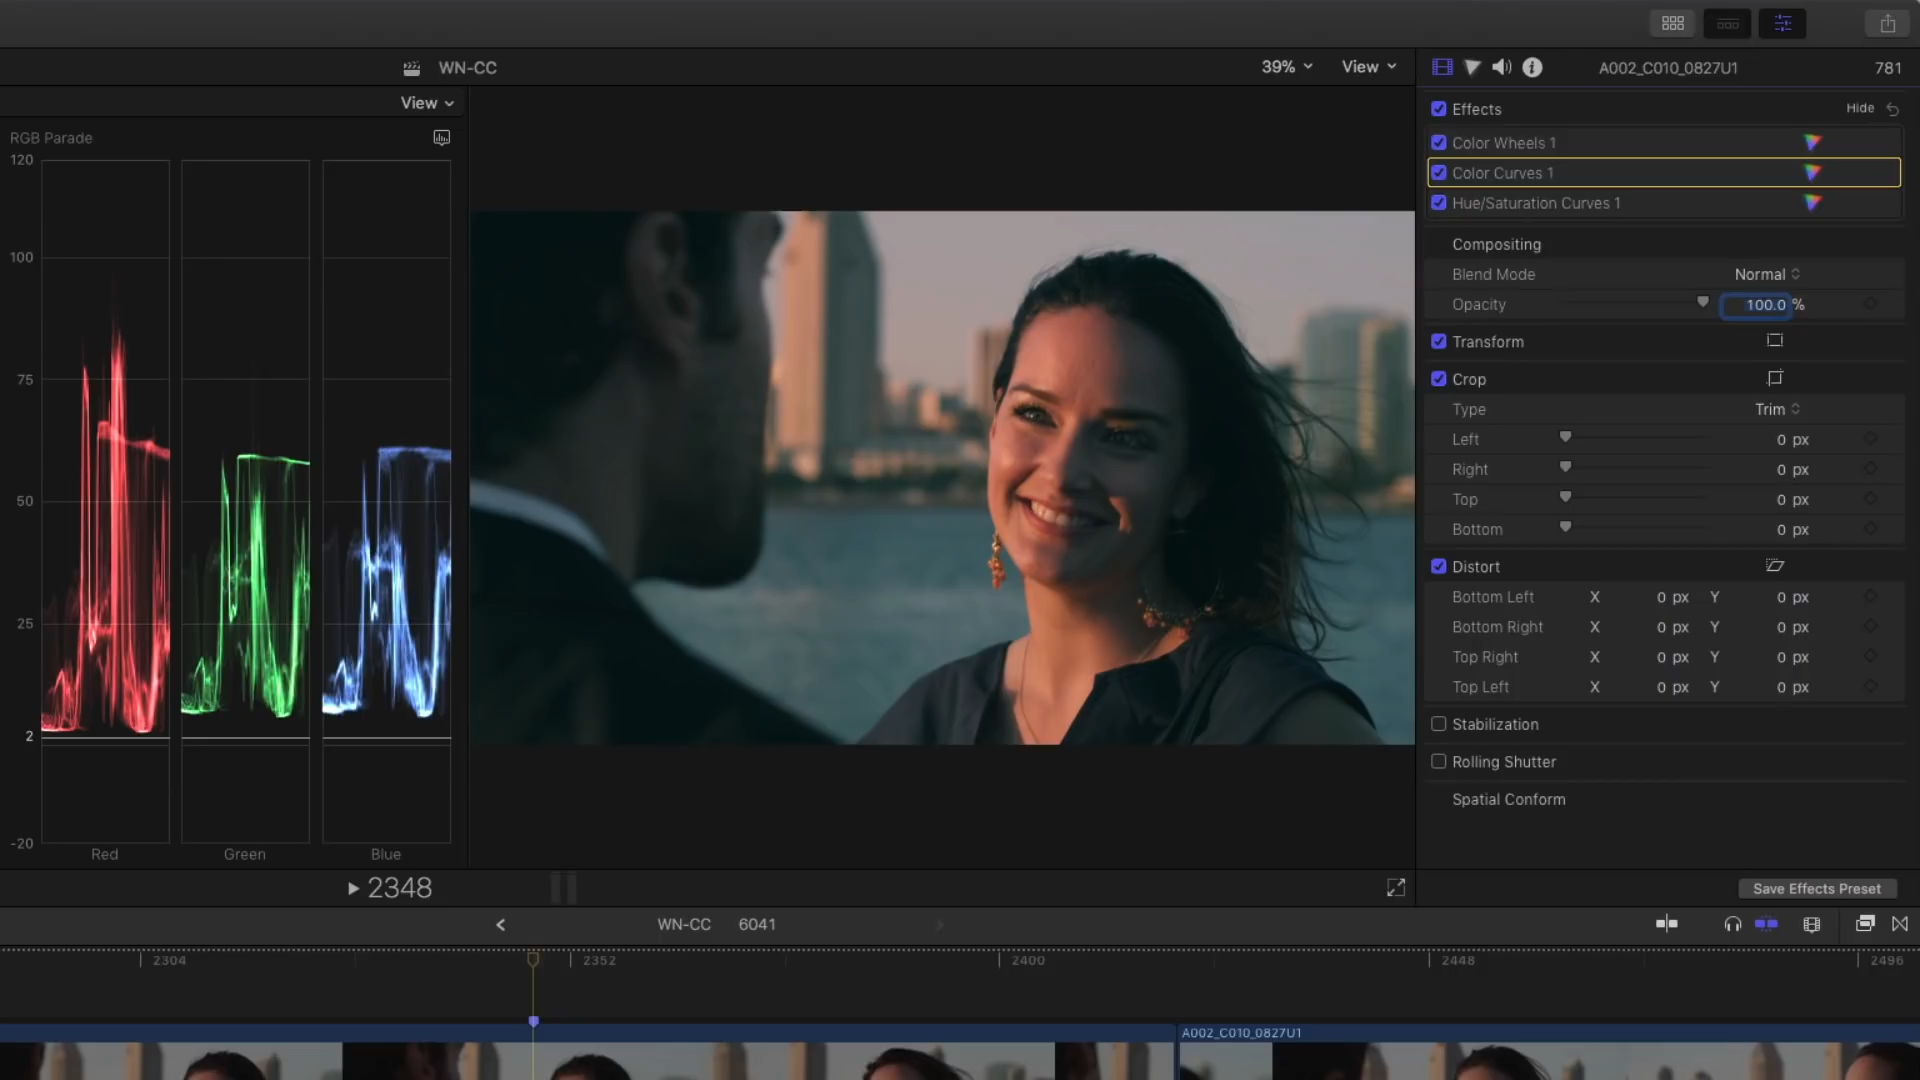 WN-CC
39%
View
A002_C010_0827U1
781
View
RGB Parade
120
100
75
50
25
2
-20
Red
Green
Blue
Effects
Hide
Color Wheels 1
Color Curves 1
Hue/Saturation Curves 1
Compositing
Blend Mode Normal
Opacity 100.0 %
Transform
Crop
Type Trim
Left 0 px
Right 0 px
Top 0 px
Bottom 0 px
Distort
Bottom Left X 0 px Y 0 px
Bottom Right X 0 px Y 0 px
Top Right X 0 px Y 0 px
Top Left X 0 px Y 0 px
Stabilization
Rolling Shutter
Spatial Conform
2348
Save Effects Preset
WN-CC 6041
2304
2352
2400
2448
2496
A002_C010_0827U1